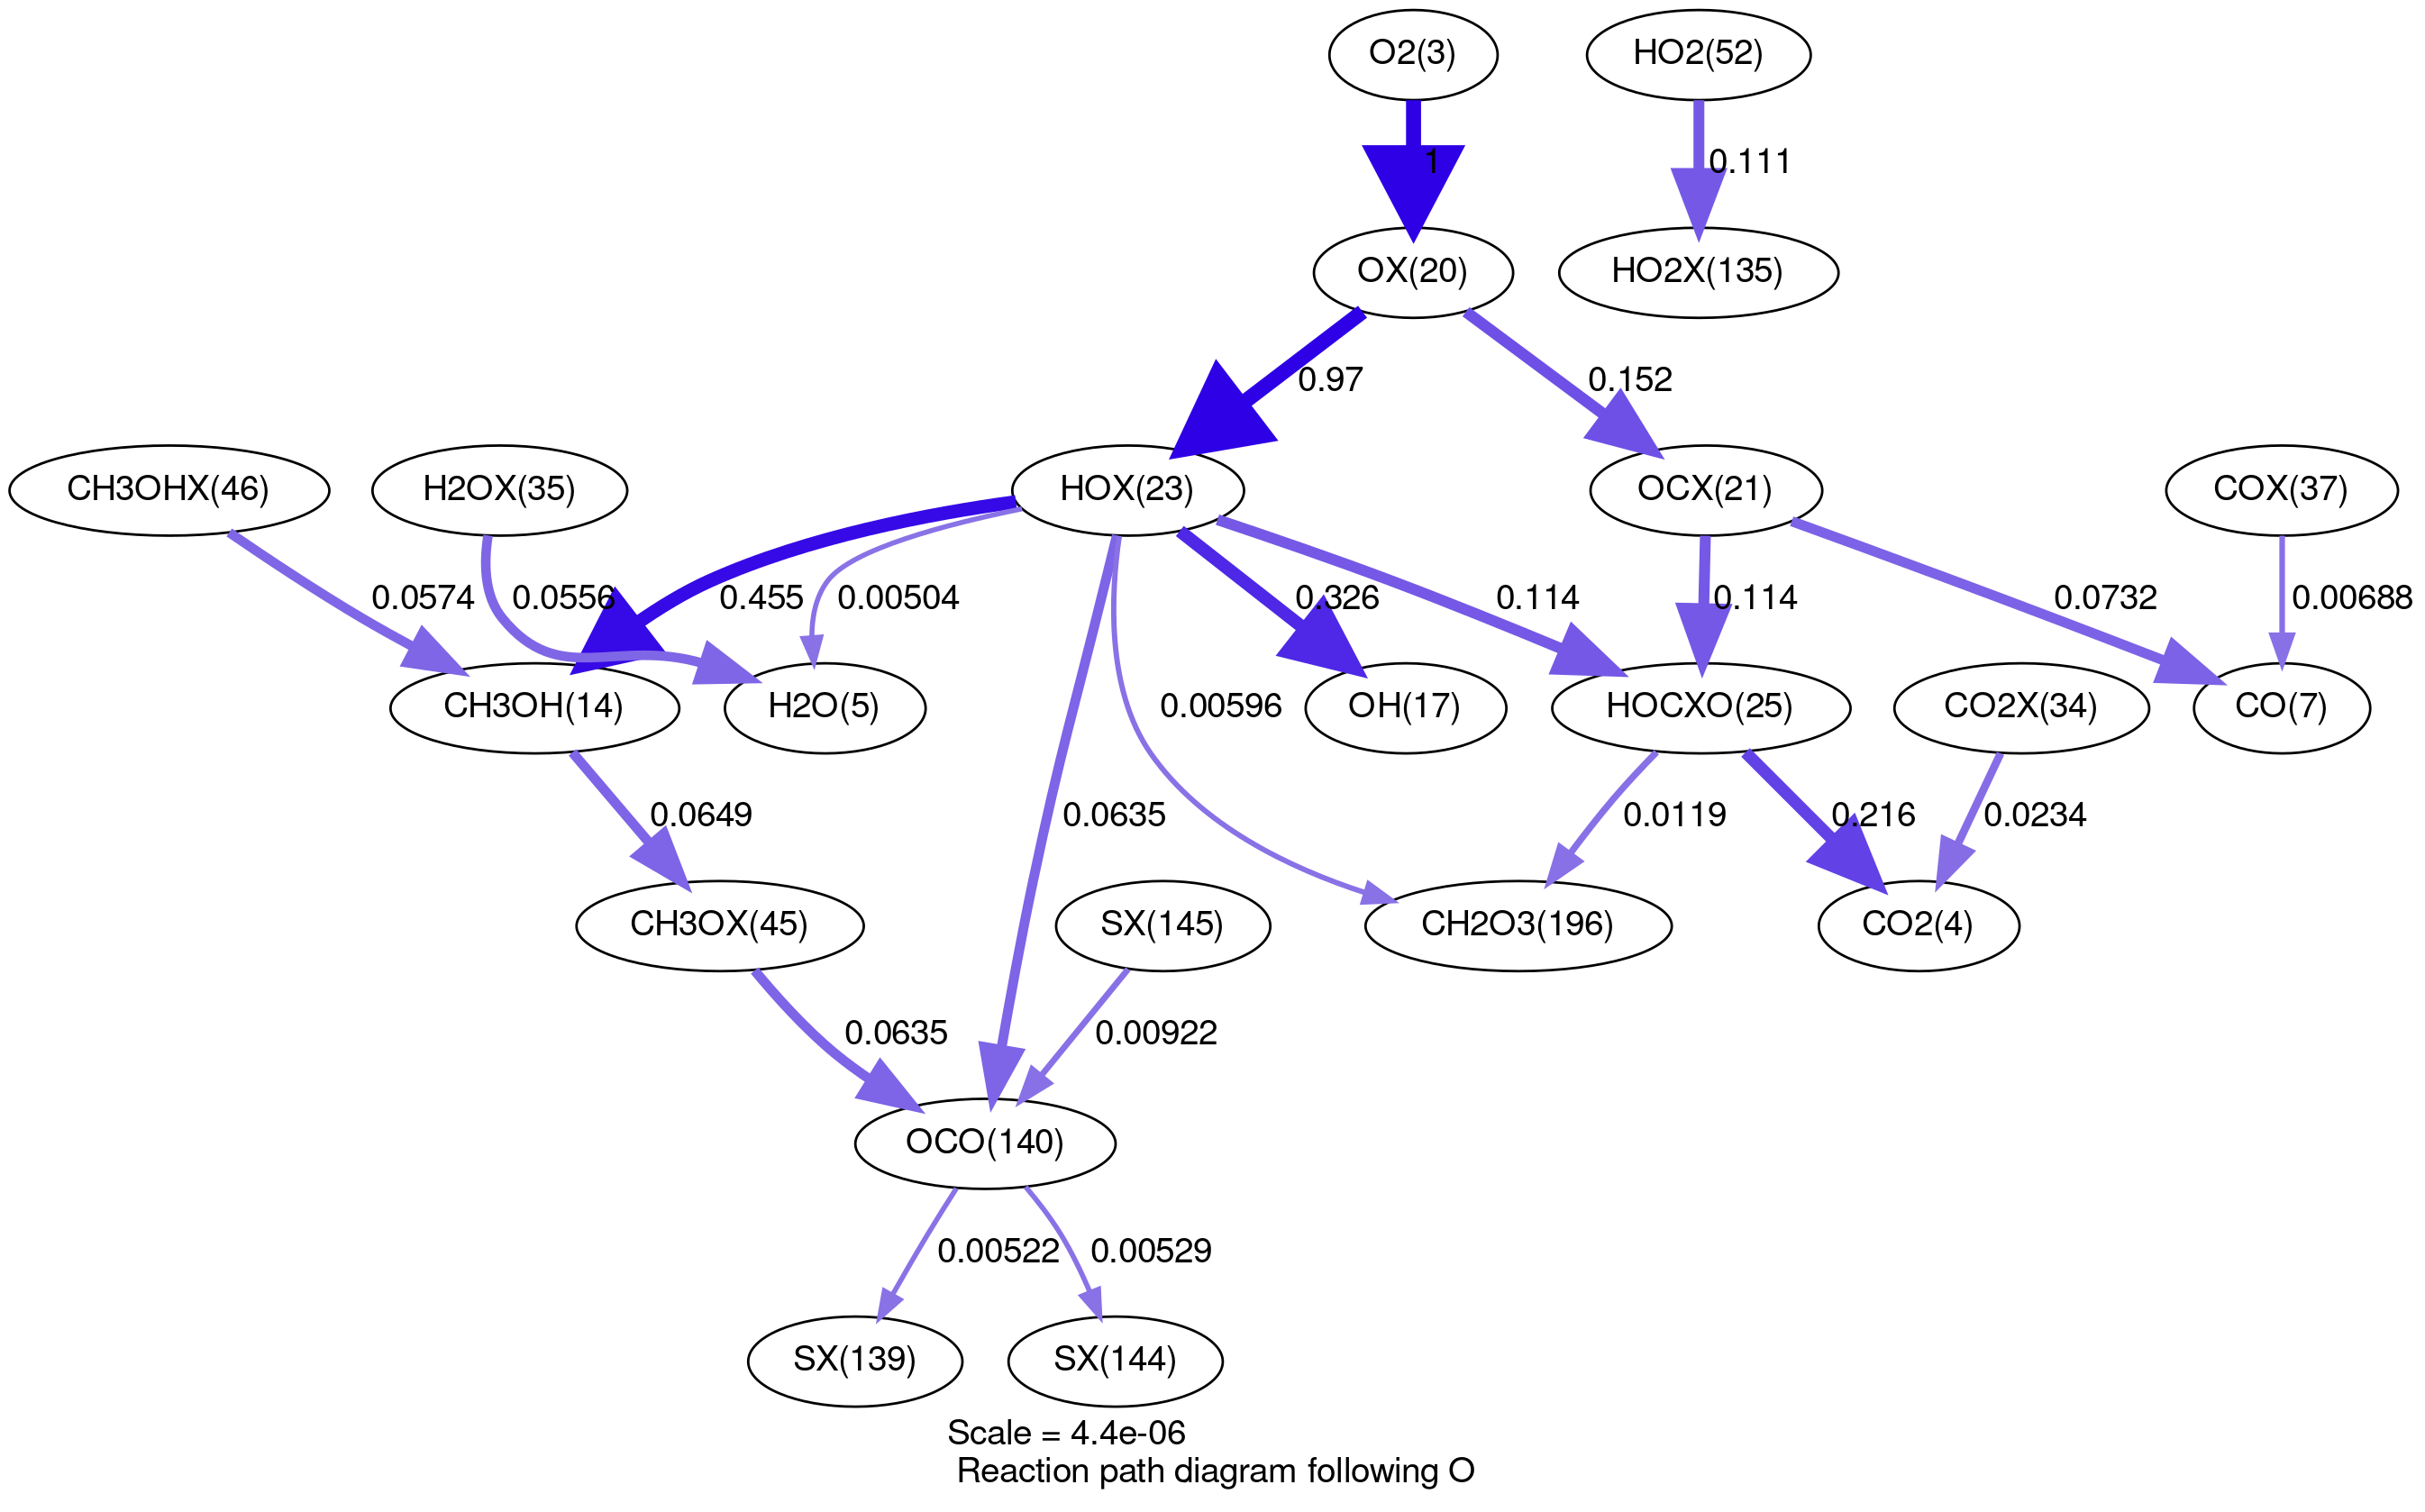 O2(3)
HO2(52)
1
0.111
OX(20)
HO2X(135)
0.97
0.152
CH3OHX(46)
H2OX(35)
HOX(23)
OCX(21)
COX(37)
0.0574
0.0556
0.455
0.00504
0.326
0.114
0.114
0.0732
0.00688
CH3OH(14)
H2O(5)
0.00596
OH(17)
HOCXO(25)
CO2X(34)
CO(7)
0.0649
0.0635
0.0119
0.216
0.0234
CH3OX(45)
SX(145)
CH2O3(196)
CO2(4)
0.0635
0.00922
OCO(140)
0.00522
0.00529
SX(139)
SX(144)
Scale = 4.4e-06
Reaction path diagram following O